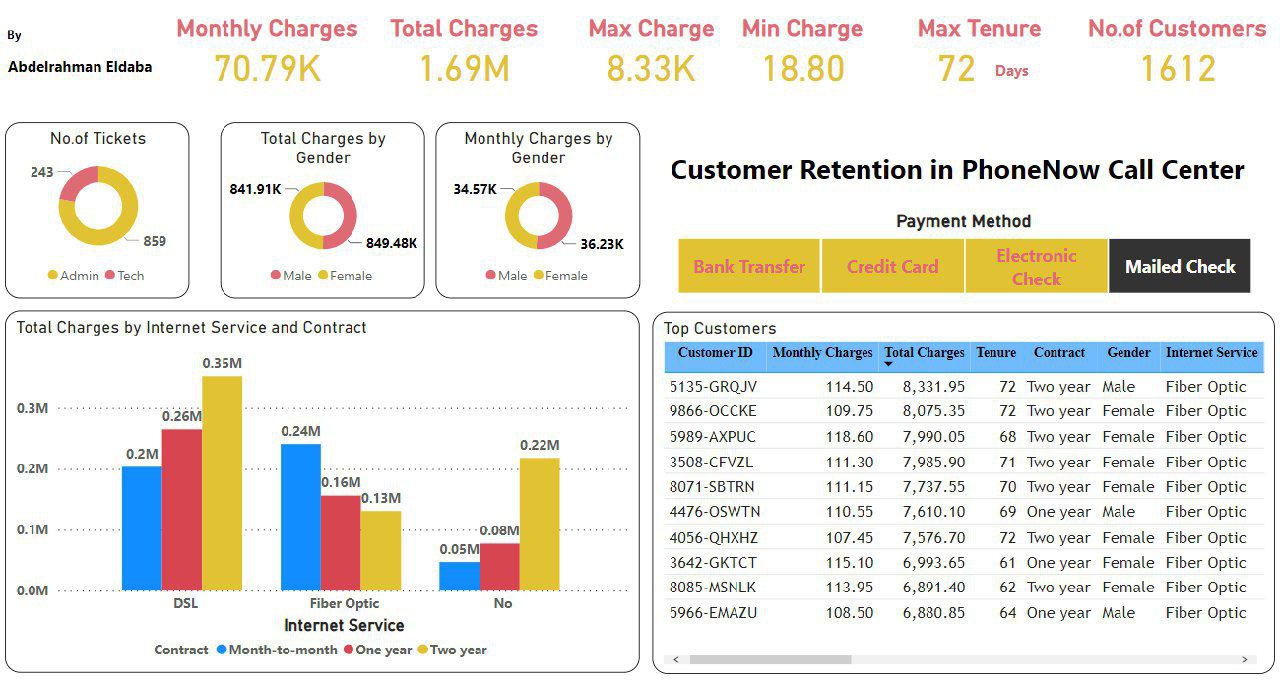 By
Abdelrahman Eldaba
Monthly Charges
70.79K
Total Charges
1.69M
Max Charge
8.33K
Min Charge
18.80
Max Tenure
72 Days
No.of Customers
1612
No.of Tickets
243
859
Admin Tech
Total Charges by
Gender
841.91K
849.48K
Male Female
Monthly Charges by
Gender
34.57K
36.23K
Male Female
Customer Retention in PhoneNow Call Center
Payment Method
Bank Transfer
Credit Card
Electronic
Check
Mailed Check
Total Charges by Internet Service and Contract
0.3M
0.2M
0.1M
0.0M
0.2M
0.26M
0.35M
0.24M
0.16M
0.13M
0.05M
0.08M
0.22M
DSL
Fiber Optic
No
Internet Service
Contract Month-to-month One year Two year
Top Customers
Customer ID Monthly Charges Total Charges Tenure Contract Gender Internet Service
5135-GRQJV 114.50 8,331.95 72 Two year Male Fiber Optic
9866-OCCKE 109.75 8,075.35 72 Two year Female Fiber Optic
5989-AXPUC 118.60 7,990.05 68 Two year Female Fiber Optic
3508-CFVZL 111.30 7,985.90 71 Two year Female Fiber Optic
8071-SBTRN 111.15 7,737.55 70 Two year Female Fiber Optic
4476-OSWTN 110.55 7,610.10 69 One year Male Fiber Optic
4056-QHXHZ 107.45 7,576.70 72 Two year Female Fiber Optic
3642-GKTCT 115.10 6,993.65 61 One year Female Fiber Optic
8085-MSNLK 113.95 6,891.40 62 Two year Female Fiber Optic
5966-EMAZU 108.50 6,880.85 64 One year Male Fiber Optic